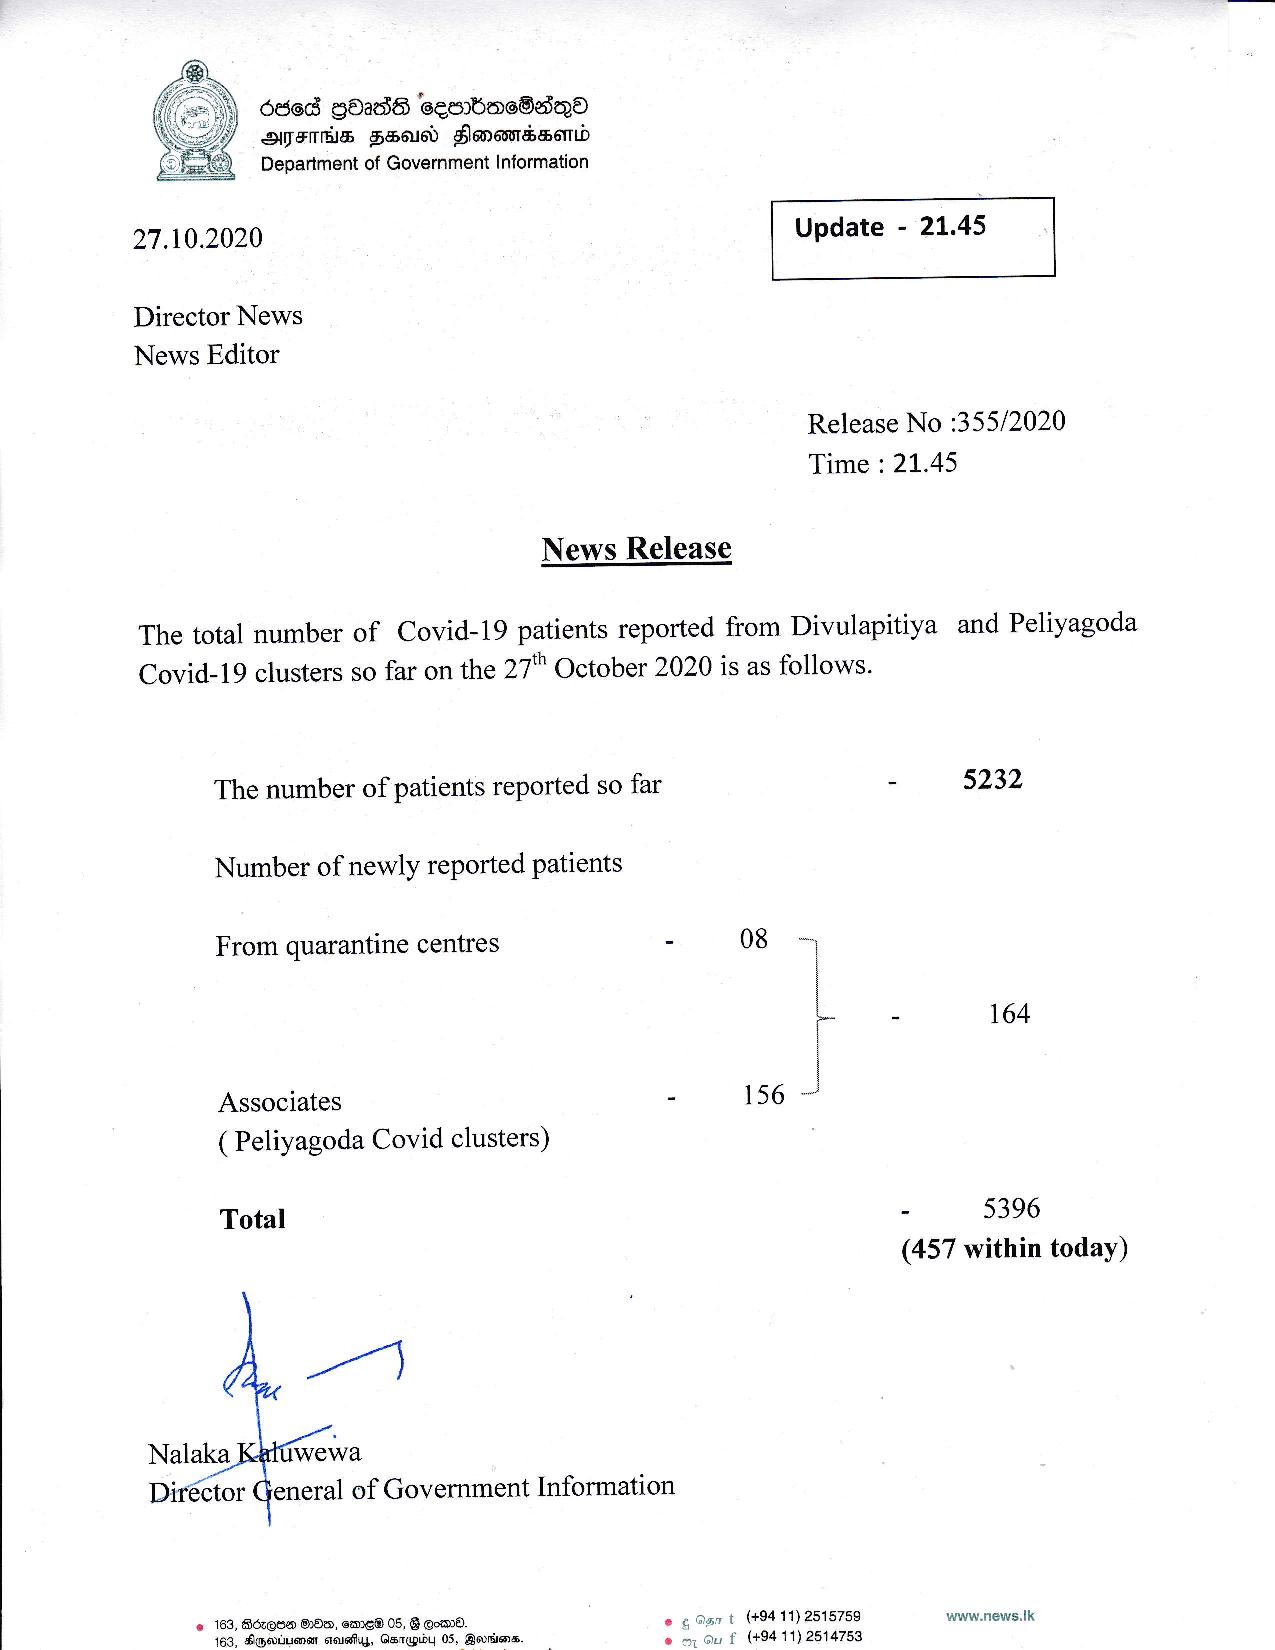 රජයේ ප්‍රවෘත්ති දෙපාර්තමේන්තුව
அரசாங்க தகவல் திணைக்களம்
Department of Government Information
27.10.2020
Update - 21.45
Director News
News Editor
Release No :355/2020
Time : 21.45
News Release
The total number of Covid-19 patients reported from Divulapitiya and Peliyagoda
Covid-19 clusters so far on the 27th October 2020 is as follows.
The number of patients reported so far - 5232
Number of newly reported patients
From quarantine centres - 08
- 164
Associates - 156
( Peliyagoda Covid clusters)
Total - 5396
(457 within today)
Nalaka Kaluwewa
Director General of Government Information
163, කිරුලපන මාවත, කොළඹ 05, ශ්‍රී ලංකාව.
163, கிருலப்பனை எவனியூ, கொழும்பு 05, இலங்கை.
දු தொ t (+94 11) 2515759
ෆැ பெ f (+94 11) 2514753
www.news.lk